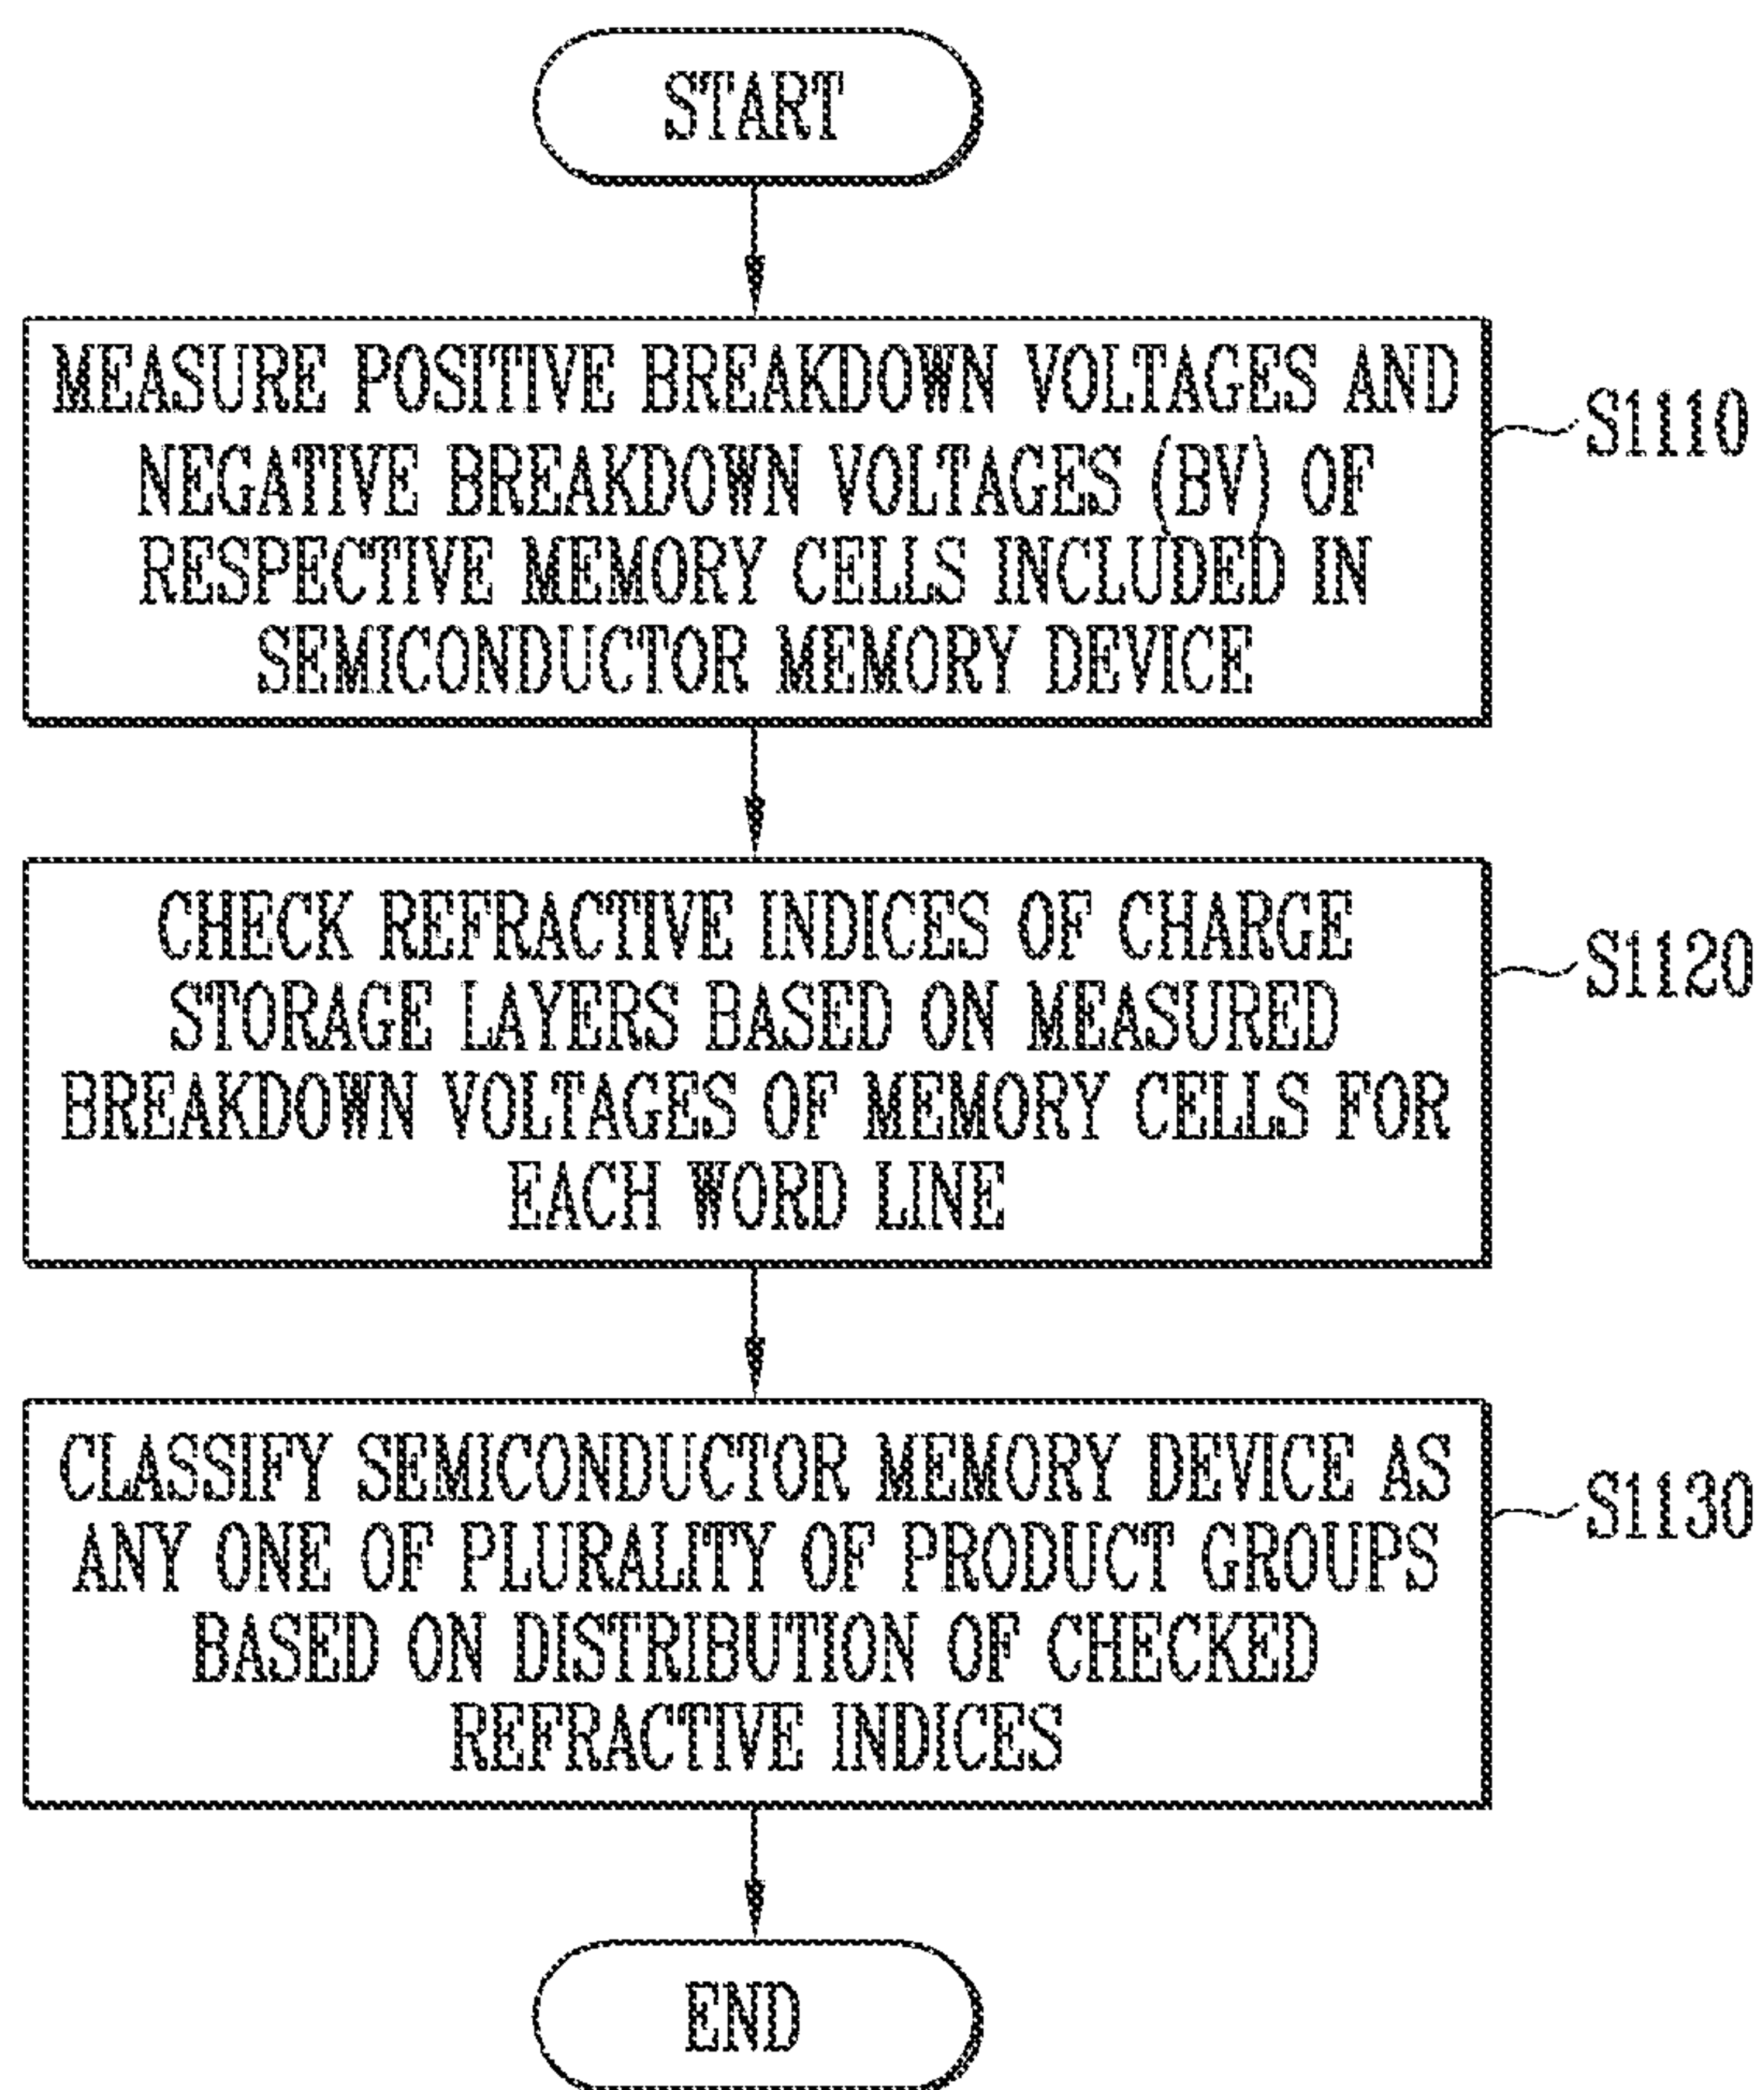 START
MEASURE POSITIVE BREAKDOWN VOLTAGES AND
NEGATIVE BREAKDOWN VOLTAGES (BV) OF
RESPECTIVE MEMORY CELLS INCLUDED IN
SEMICONDUCTOR MEMORY DEVICE
S1110
CHECK REFRACTIVE INDICES OF CHARGE
STORAGE LAYERS BASED ON MEASURED
BREAKDOWN VOLTAGES OF MEMORY CELLS FOR
EACH WORD LINE
S1120
CLASSIFY SEMICONDUCTOR MEMORY DEVICE AS
ANY ONE OF PLURALITY OF PRODUCT GROUPS
BASED ON DISTRIBUTION OF CHECKED
REFRACTIVE INDICES
S1130
END